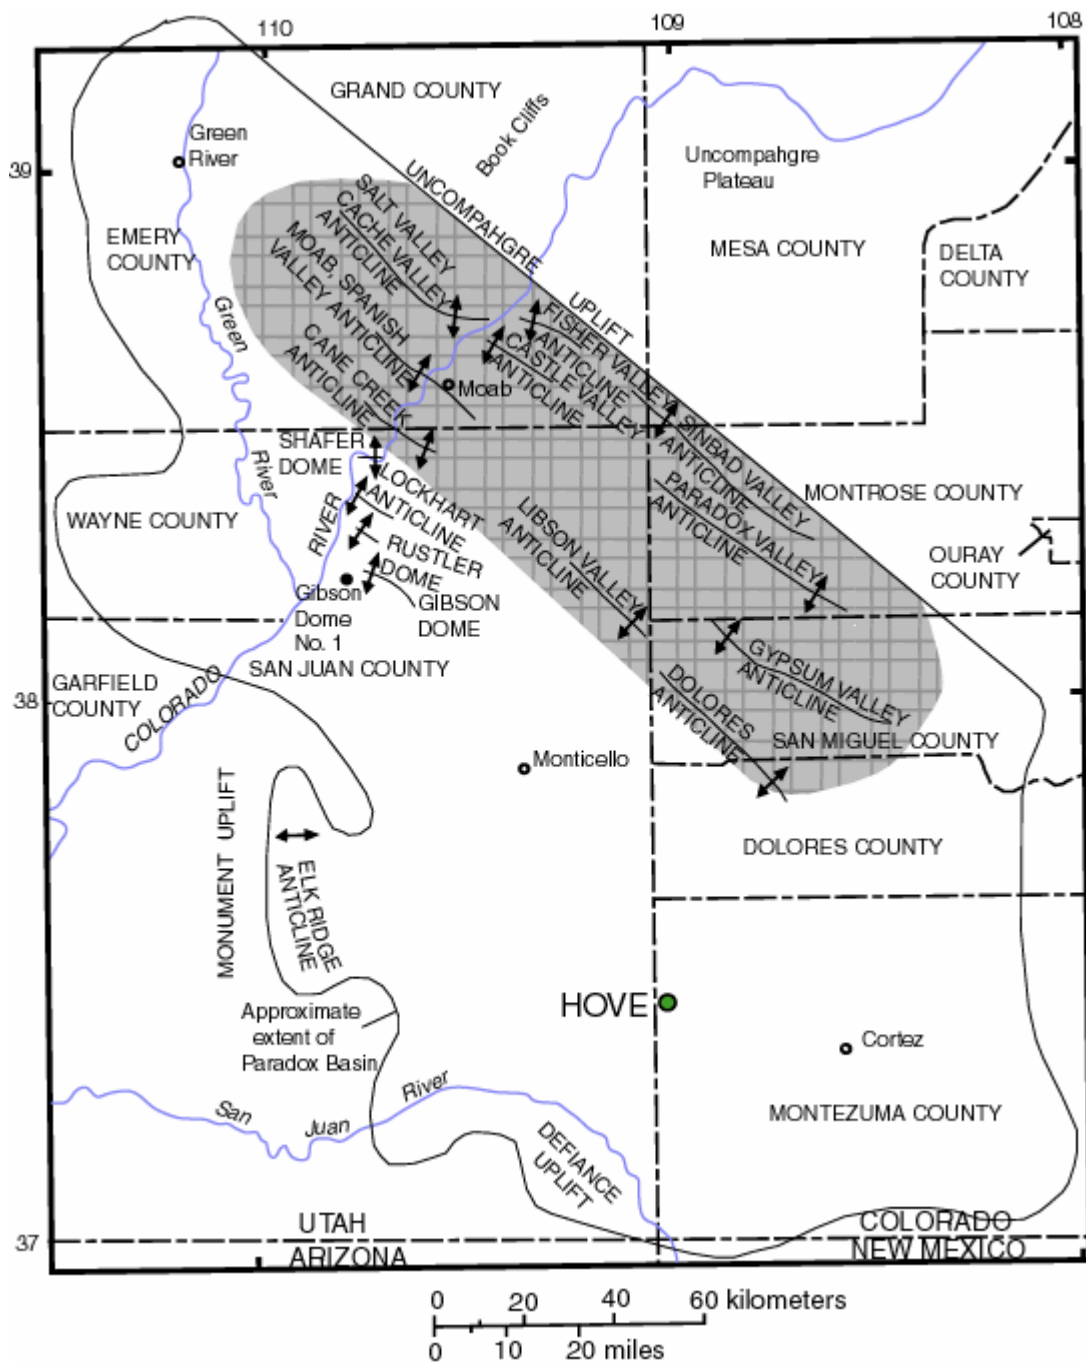 110
109
108
GRAND COUNTY
Book Cliffs
Green
River
39
Uncompahgre
Plateau
UNCOMPAHGRE
UPLIFT
SALT VALLEY
CACHE VALLEY
ANTICLINE
MOAB, SPANISH
VALLEY ANTICLINE
CANE CREEK
ANTICLINE
EMERY
COUNTY
MESA COUNTY
DELTA
COUNTY
Green
River
FISHER VALLEY
ANTICLINE
CASTLE VALLEY
ANTICLINE
Moab
SINBAD VALLEY
ANTICLINE
PARADOX VALLEY
ANTICLINE
SHAFER
DOME
LOCKHART
ANTICLINE
LIBSON VALLEY
ANTICLINE
MONTROSE COUNTY
WAYNE COUNTY
RIVER
RUSTLER
DOME
OURAY
COUNTY
Gibson
Dome
No. 1
GIBSON
DOME
SAN JUAN COUNTY
GARFIELD
COUNTY
COLORADO
38
GYPSUM VALLEY
ANTICLINE
DOLORES
ANTICLINE
SAN MIGUEL COUNTY
Monticello
MONUMENT UPLIFT
ELK RIDGE
ANTICLINE
DOLORES COUNTY
HOVE
Approximate
extent of
Paradox Basin
Cortez
San
Juan
River
MONTEZUMA COUNTY
DEFIANCE
UPLIFT
37
UTAH
ARIZONA
COLORADO
NEW MEXICO
0 20 40 60 kilometers
0 10 20 miles